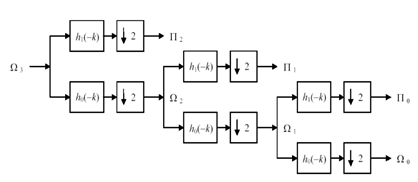 h₁(–k) 2 Π₂
Ω₃
h₁(–k) 2 Π₁
h₀(–k) 2 Ω₂
h₁(–k) 2 Π₀
h₀(–k) 2 Ω₁
h₀(–k) 2 Ω₀